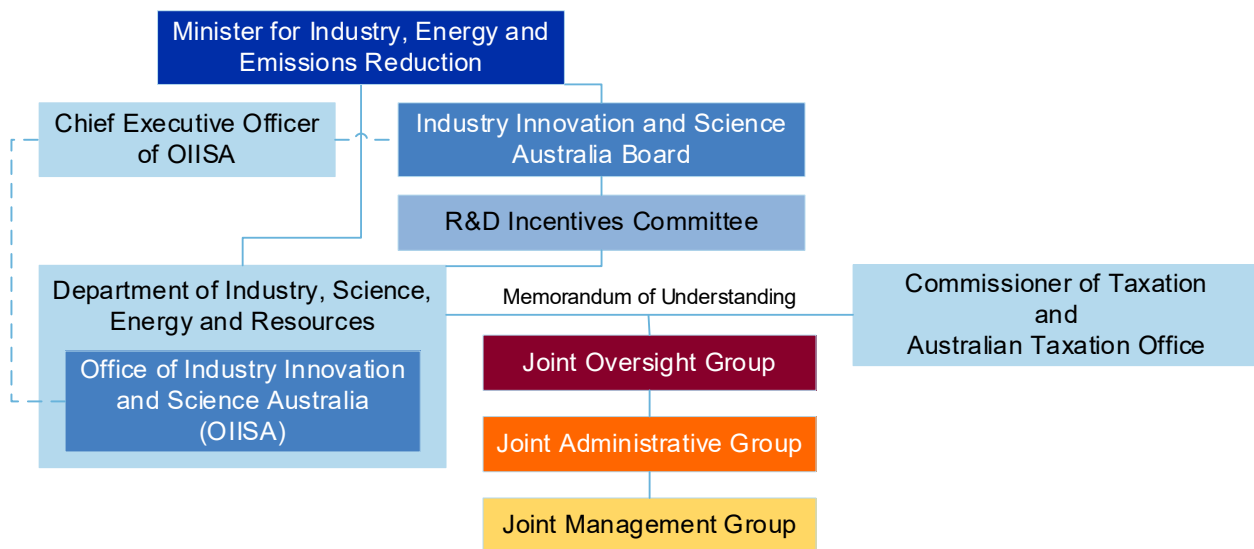 Minister for Industry, Energy and
Emissions Reduction
Chief Executive Officer
of OIISA
Industry Innovation and Science
Australia Board
R&D Incentives Committee
Department of Industry, Science,
Energy and Resources
Office of Industry Innovation
and Science Australia
(OIISA)
Memorandum of Understanding
Commissioner of Taxation
and
Australian Taxation Office
Joint Oversight Group
Joint Administrative Group
Joint Management Group